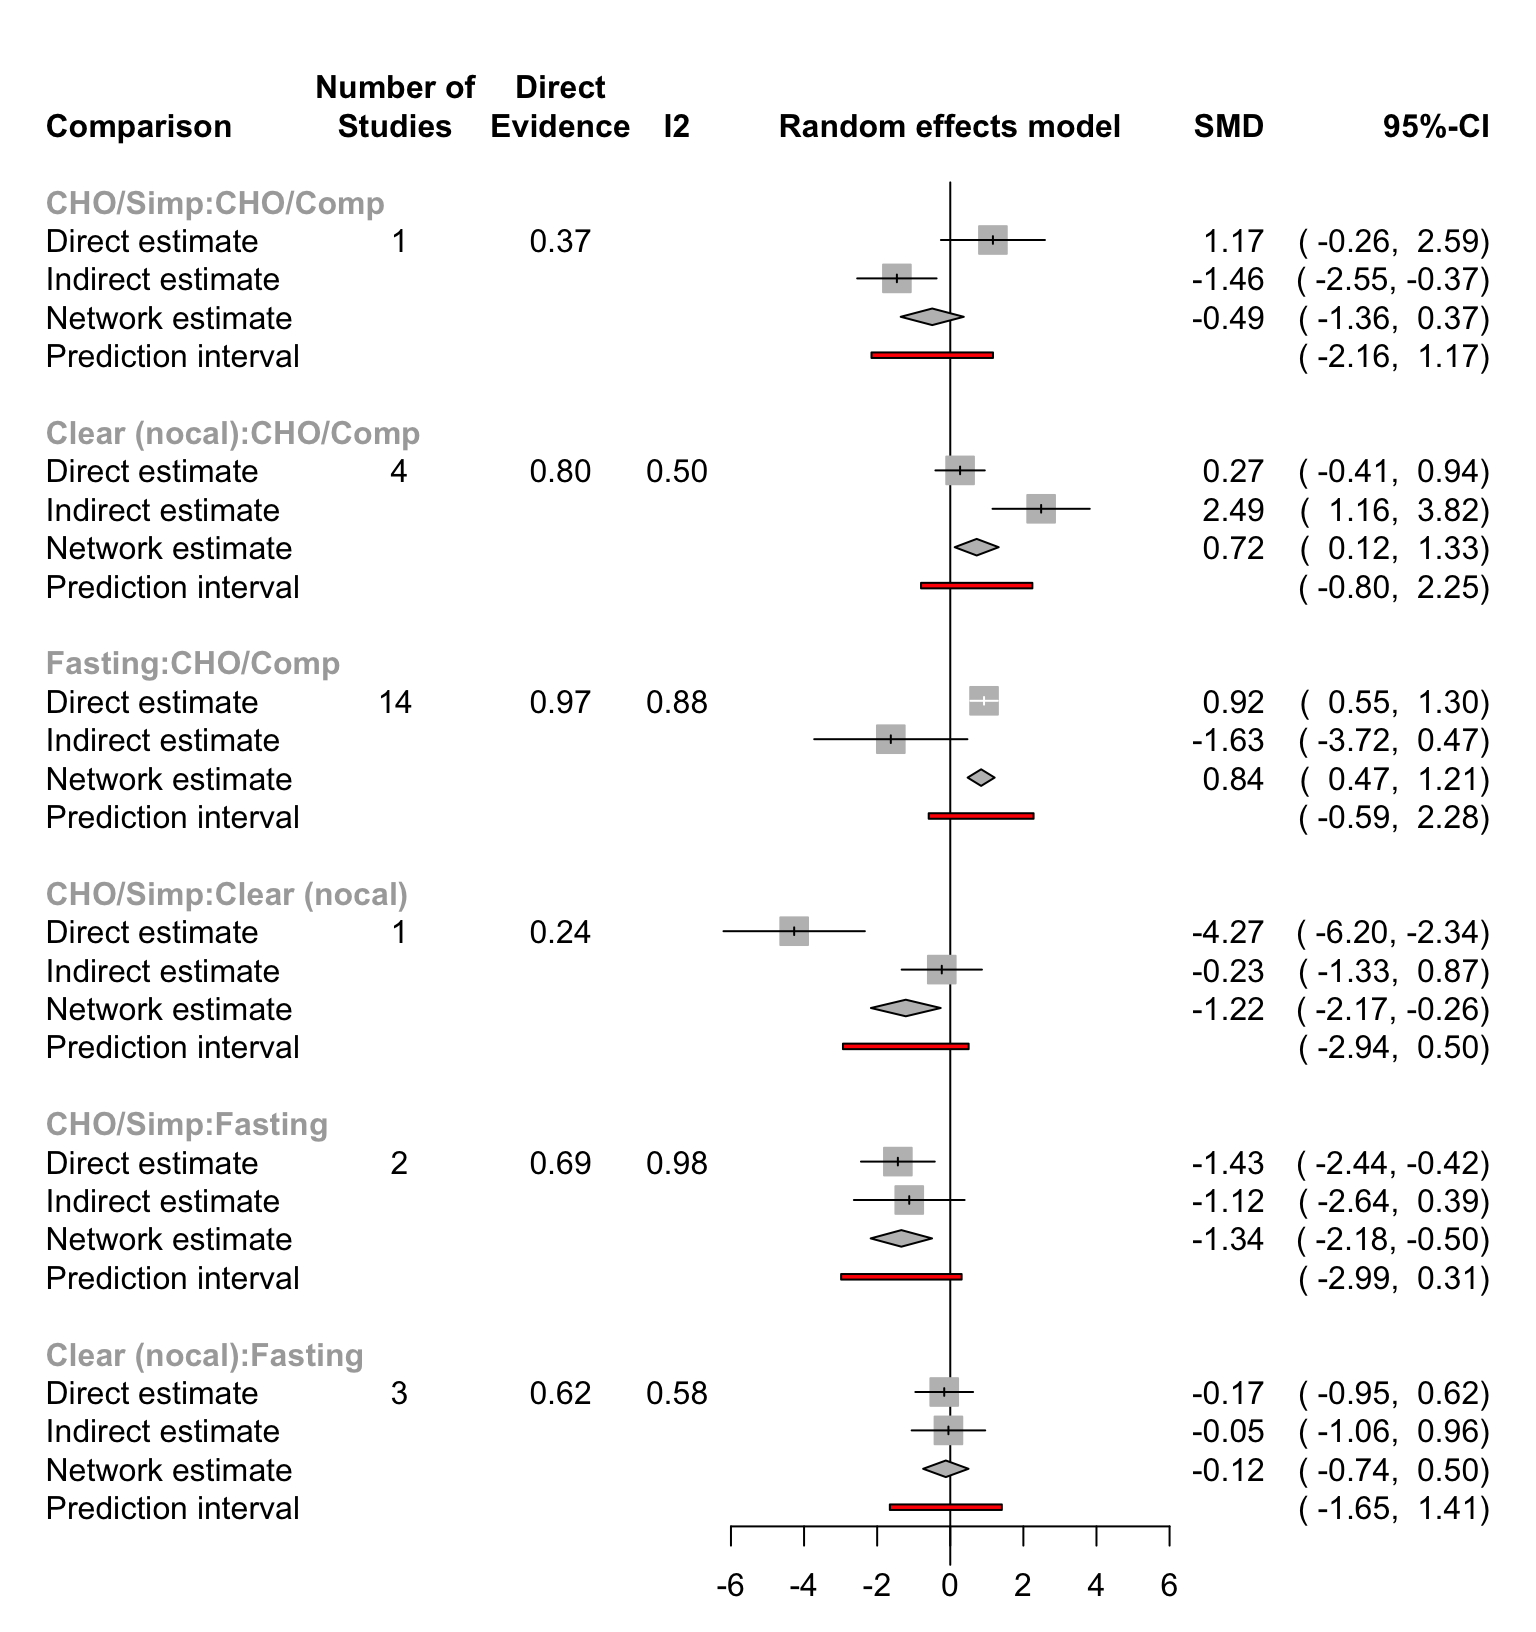 Number of Direct
Comparison Studies Evidence I2 Random effects model SMD 95%-CI
CHO/Simp:CHO/Comp
Direct estimate 1 0.37 1.17 ( -0.26, 2.59)
Indirect estimate -1.46 ( -2.55, -0.37)
Network estimate -0.49 ( -1.36, 0.37)
Prediction interval ( -2.16, 1.17)
Clear (nocal):CHO/Comp
Direct estimate 4 0.80 0.50 0.27 ( -0.41, 0.94)
Indirect estimate 2.49 ( 1.16, 3.82)
Network estimate 0.72 ( 0.12, 1.33)
Prediction interval ( -0.80, 2.25)
Fasting:CHO/Comp
Direct estimate 14 0.97 0.88 0.92 ( 0.55, 1.30)
Indirect estimate -1.63 ( -3.72, 0.47)
Network estimate 0.84 ( 0.47, 1.21)
Prediction interval ( -0.59, 2.28)
CHO/Simp:Clear (nocal)
Direct estimate 1 0.24 -4.27 ( -6.20, -2.34)
Indirect estimate -0.23 ( -1.33, 0.87)
Network estimate -1.22 ( -2.17, -0.26)
Prediction interval ( -2.94, 0.50)
CHO/Simp:Fasting
Direct estimate 2 0.69 0.98 -1.43 ( -2.44, -0.42)
Indirect estimate -1.12 ( -2.64, 0.39)
Network estimate -1.34 ( -2.18, -0.50)
Prediction interval ( -2.99, 0.31)
Clear (nocal):Fasting
Direct estimate 3 0.62 0.58 -0.17 ( -0.95, 0.62)
Indirect estimate -0.05 ( -1.06, 0.96)
Network estimate -0.12 ( -0.74, 0.50)
Prediction interval ( -1.65, 1.41)
-6 -4 -2 0 2 4 6